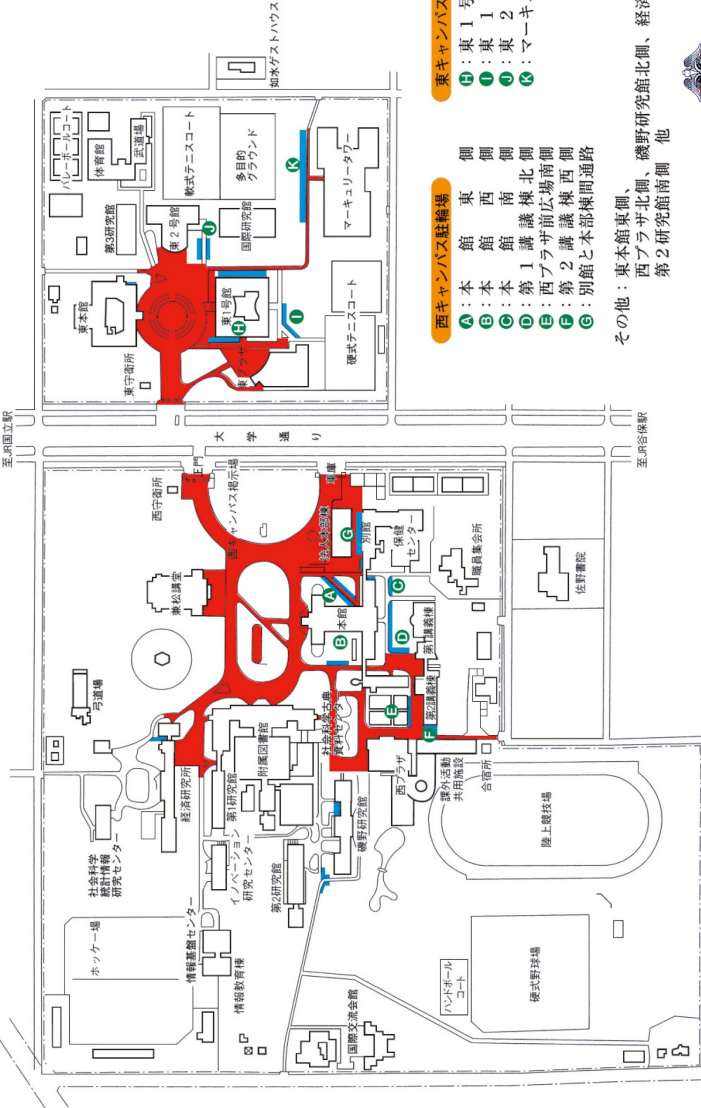 至JR国立駅
大学通り
至JR谷保駅
ホッケー場
社会科学
統計情報
研究センター
情報基盤センター
情報教育棟
弓道場
経済研究所
イノベーション
研究センター
第1研究館
第2研究館
附属図書館
社会科学古典
資料センター
磯野研究館
国際交流会館
兼松講堂
西守衛所
正門
西キャンパス掲示場
車庫
法人本部棟
別館
保健
センター
職員集会所
本館
第1講義棟
第2講義棟
西プラザ
課外活動
共用施設
合宿所
陸上競技場
ハンドボール
コート
硬式野球場
佐野書院
東本館
東守衛所
第3研究館
バレーボールコート
体育館
武道場
東2号館
軟式テニスコート
国際研究館
多目的
グラウンド
東1号館
東プラザ
硬式テニスコート
マーキュリータワー
如水ゲストハウス
A
B
C
D
E
F
G
H
I
J
K
西キャンパス駐輪場
A:本館東側
B:本館西側
C:本館南側
D:第1講義棟北側
E:西プラザ前広場南側
F:第2講義棟西側
G:別館と本部棟間通路
東キャンパス
H:東1号
I:東1
J:東2
K:マーキ
その他:東本館東側、
西プラザ北側、磯野研究館北側、経済
第2研究館南側 他